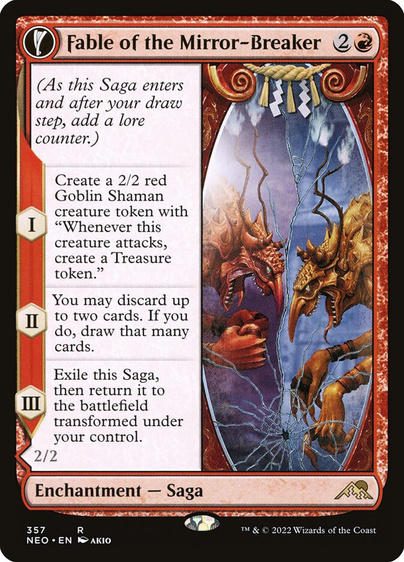 Fable of the Mirror-Breaker 2
(As this Saga enters
and after your draw
step, add a lore
counter.)
I
Create a 2/2 red
Goblin Shaman
creature token with
“Whenever this
creature attacks,
create a Treasure
token.”
II
You may discard up
to two cards. If you
do, draw that many
cards.
III
Exile this Saga,
then return it to
the battlefield
transformed under
your control.
2/2
Enchantment — Saga
357 R
NEO • EN AKIO
™ & © 2022 Wizards of the Coast